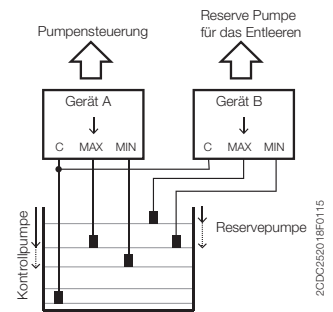 Pumpensteuerung
Reserve Pumpe
für das Entleeren
Gerät A
C MAX MIN
Gerät B
C MAX MIN
Kontrollpumpe
Reservepumpe
2CDC252018F0115